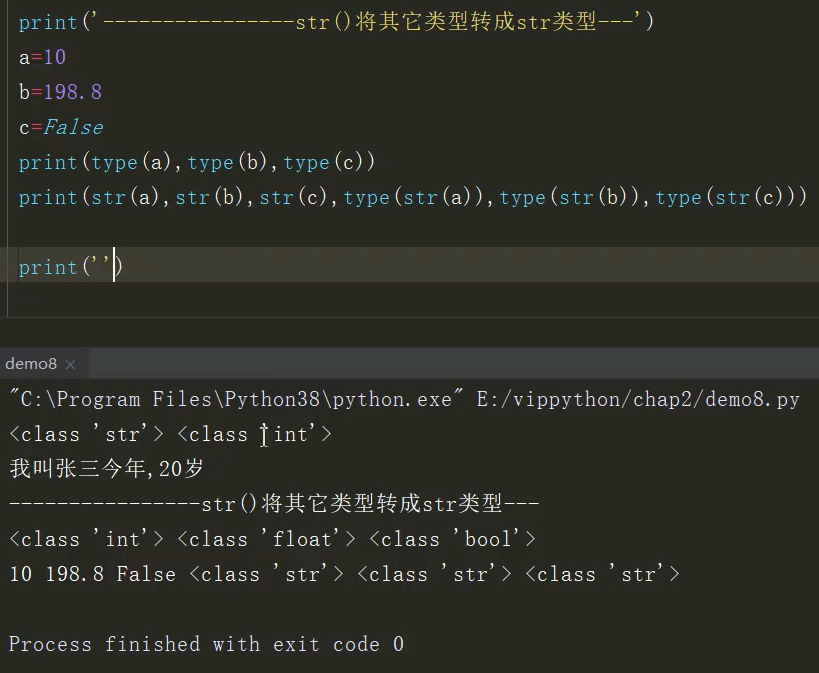 print('----------------str()将其它类型转成str类型---')
a=10
b=198.8
c=False
print(type(a),type(b),type(c))
print(str(a),str(b),str(c),type(str(a)),type(str(b)),type(str(c)))
print('')
demo8 ×
"C:\Program Files\Python38\python.exe" E:/vippython/chap2/demo8.py
<class 'str'> <class 'int'>
我叫张三今年,20岁
----------------str()将其它类型转成str类型---
<class 'int'> <class 'float'> <class 'bool'>
10 198.8 False <class 'str'> <class 'str'> <class 'str'>
Process finished with exit code 0